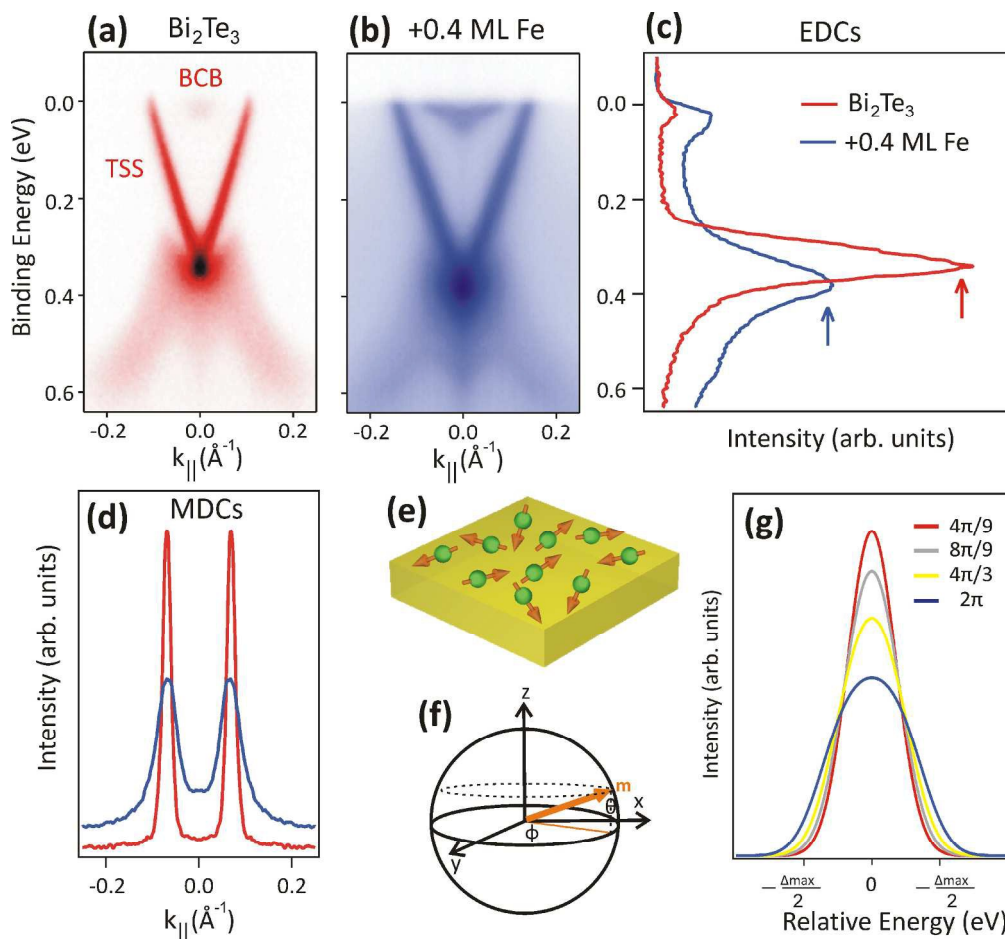 (a) Bi₂Te₃
(b) +0.4 ML Fe
(c) EDCs
BCB
TSS
Binding Energy (eV)
0.0
0.2
0.4
0.6
-0.2 0.0 0.2
k||(Å⁻¹)
-0.2 0.0 0.2
k||(Å⁻¹)
0.0
0.2
0.4
0.6
Bi₂Te₃
+0.4 ML Fe
Intensity (arb. units)
(d) MDCs
Intensity (arb. units)
-0.2 0.0 0.2
k||(Å⁻¹)
(e)
(f)
z
m
θ
x
ϕ
y
(g)
4π/9
8π/9
4π/3
2π
Intensity (arb. units)
−Δmax/2 0 −Δmax/2
Relative Energy (eV)